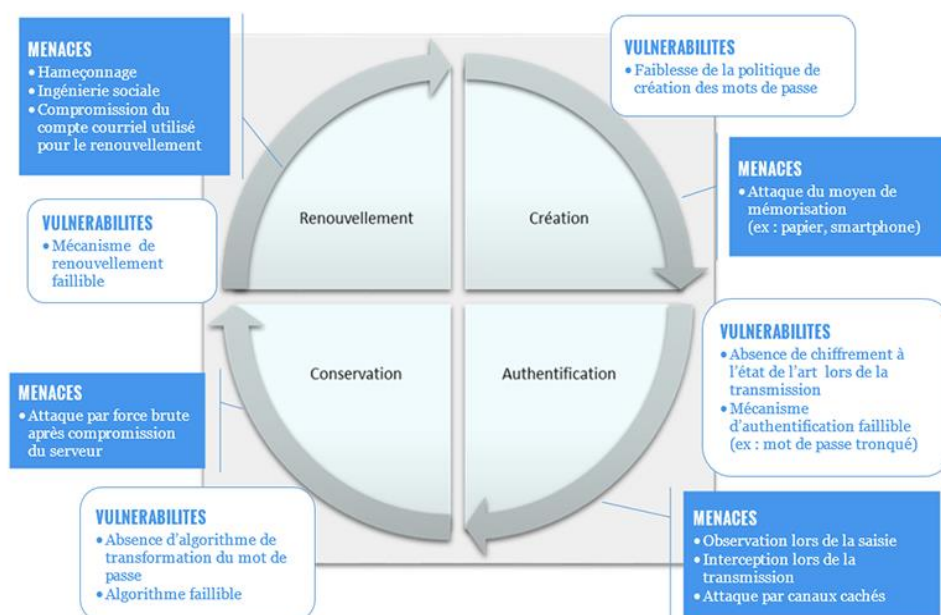 MENACES
• Hameçonnage
• Ingénierie sociale
• Compromission du
compte courriel utilisé
pour le renouvellement
VULNERABILITES
• Faiblesse de la politique de
création des mots de passe
MENACES
• Attaque du moyen de
mémorisation
(ex : papier, smartphone)
Renouvellement
Création
VULNERABILITES
• Mécanisme de
renouvellement
faillible
VULNERABILITES
• Absence de chiffrement à
l’état de l’art lors de la
transmission
• Mécanisme
d’authentification faillible
(ex : mot de passe tronqué)
Conservation
Authentification
MENACES
• Attaque par force brute
après compromission
du serveur
VULNERABILITES
• Absence d’algorithme de
transformation du mot de
passe
• Algorithme faillible
MENACES
• Observation lors de la saisie
• Interception lors de la
transmission
• Attaque par canaux cachés